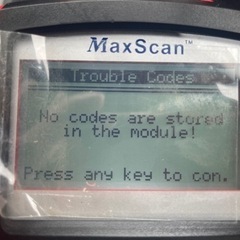 MaxScan™
Trouble Codes
No codes are stored
in the module!
Press any key to con.